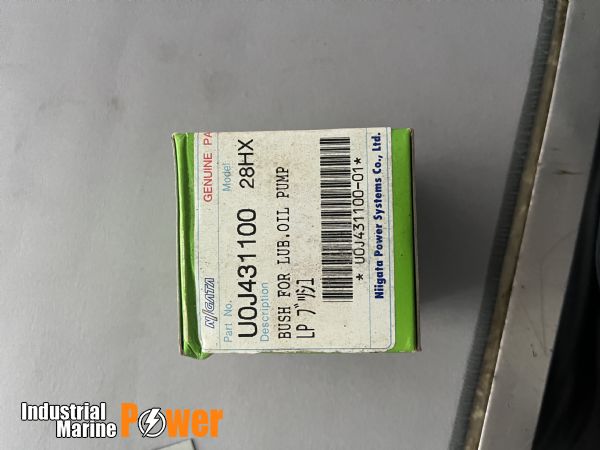 NIIGATA
GENUINE PA
Part No. Model
U0J431100 28HX
Description
BUSH FOR LUB.OIL PUMP
LP ブッシュ
* U0J431100-01*
Niigata Power Systems Co., Ltd.
Industrial
Marine Power